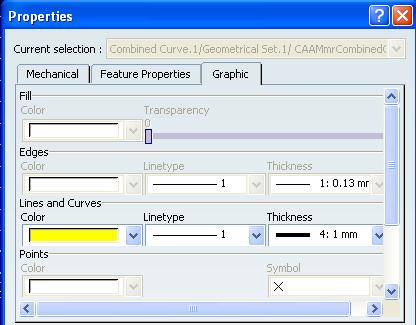 Properties
Current selection : Combined Curve.1/Geometrical Set.1/ CAAMmrCombinedC
Mechanical Feature Properties Graphic
Fill
Color Transparency
0
Edges
Color Linetype Thickness
1 1: 0.13 mr
Lines and Curves
Color Linetype Thickness
1 4: 1 mm
Points
Color Symbol